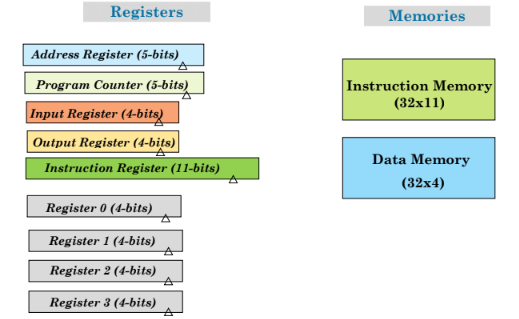 Registers
Address Register (5-bits)
Program Counter (5-bits)
Input Register (4-bits)
Output Register (4-bits)
Instruction Register (11-bits)
Register 0 (4-bits)
Register 1 (4-bits)
Register 2 (4-bits)
Register 3 (4-bits)
Memories
Instruction Memory
(32x11)
Data Memory
(32x4)